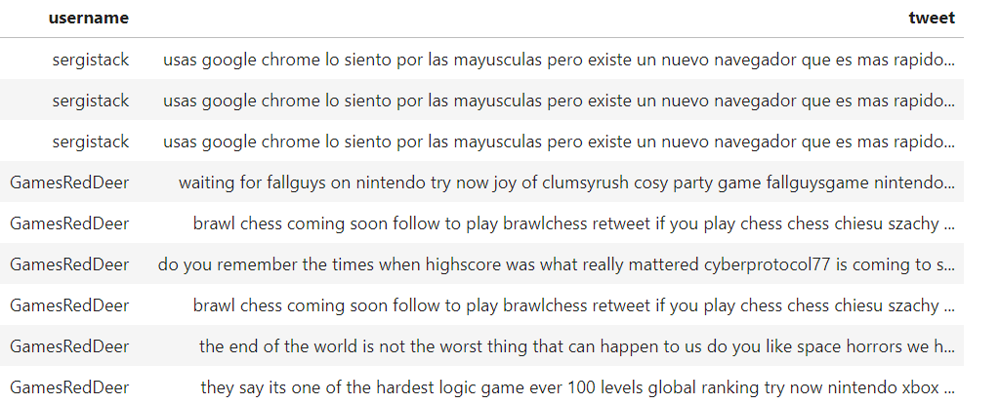 username tweet
sergistack usas google chrome lo siento por las mayusculas pero existe un nuevo navegador que es mas rapido...
sergistack usas google chrome lo siento por las mayusculas pero existe un nuevo navegador que es mas rapido...
sergistack usas google chrome lo siento por las mayusculas pero existe un nuevo navegador que es mas rapido...
GamesRedDeer waiting for fallguys on nintendo try now joy of clumsyrush cosy party game fallguysgame nintendo...
GamesRedDeer brawl chess coming soon follow to play brawlchess retweet if you play chess chess chiesu szachy ...
GamesRedDeer do you remember the times when highscore was what really mattered cyberprotocol77 is coming to s...
GamesRedDeer brawl chess coming soon follow to play brawlchess retweet if you play chess chess chiesu szachy ...
GamesRedDeer the end of the world is not the worst thing that can happen to us do you like space horrors we h...
GamesRedDeer they say its one of the hardest logic game ever 100 levels global ranking try now nintendo xbox ...